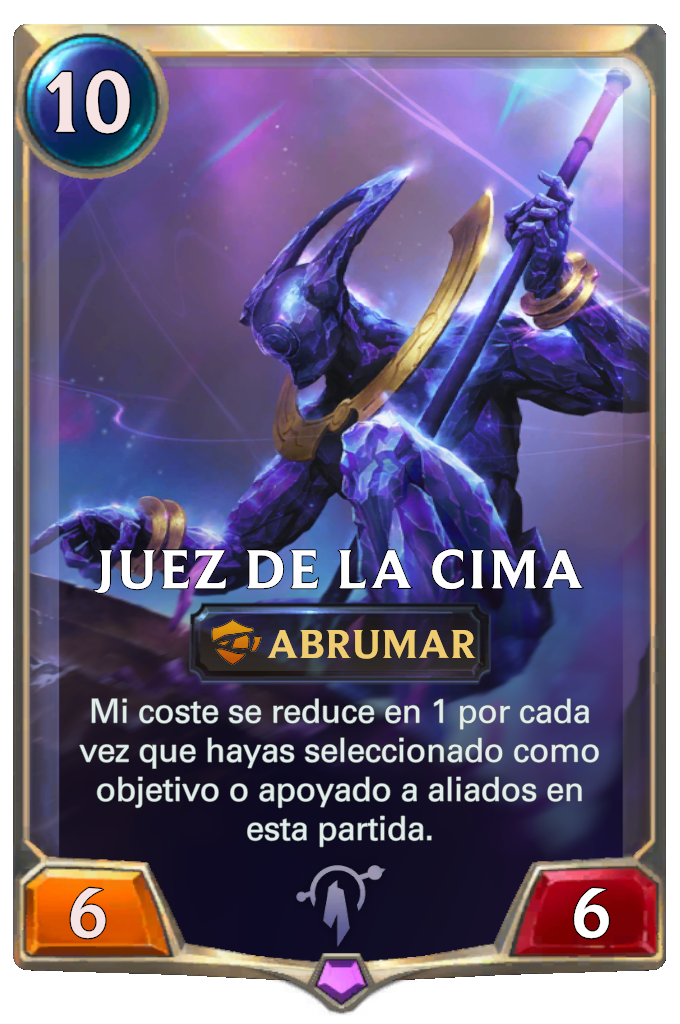 10
JUEZ DE LA CIMA
ABRUMAR
Mi coste se reduce en 1 por cada
vez que hayas seleccionado como
objetivo o apoyado a aliados en
esta partida.
6
6